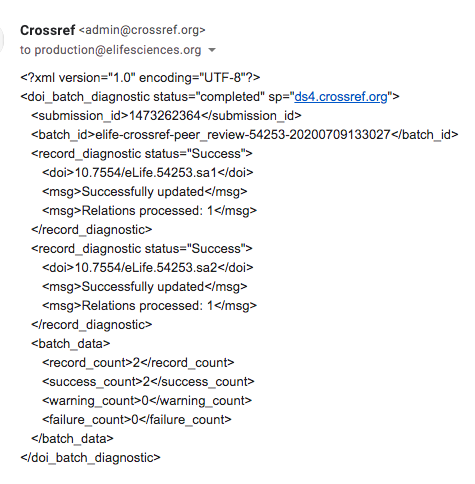 Crossref <admin@crossref.org>
to production@elifesciences.org
<?xml version="1.0" encoding="UTF-8"?>
<doi_batch_diagnostic status="completed" sp="ds4.crossref.org">
<submission_id>1473262364</submission_id>
<batch_id>elife-crossref-peer_review-54253-20200709133027</batch_id>
<record_diagnostic status="Success">
<doi>10.7554/eLife.54253.sa1</doi>
<msg>Successfully updated</msg>
<msg>Relations processed: 1</msg>
</record_diagnostic>
<record_diagnostic status="Success">
<doi>10.7554/eLife.54253.sa2</doi>
<msg>Successfully updated</msg>
<msg>Relations processed: 1</msg>
</record_diagnostic>
<batch_data>
<record_count>2</record_count>
<success_count>2</success_count>
<warning_count>0</warning_count>
<failure_count>0</failure_count>
</batch_data>
</doi_batch_diagnostic>